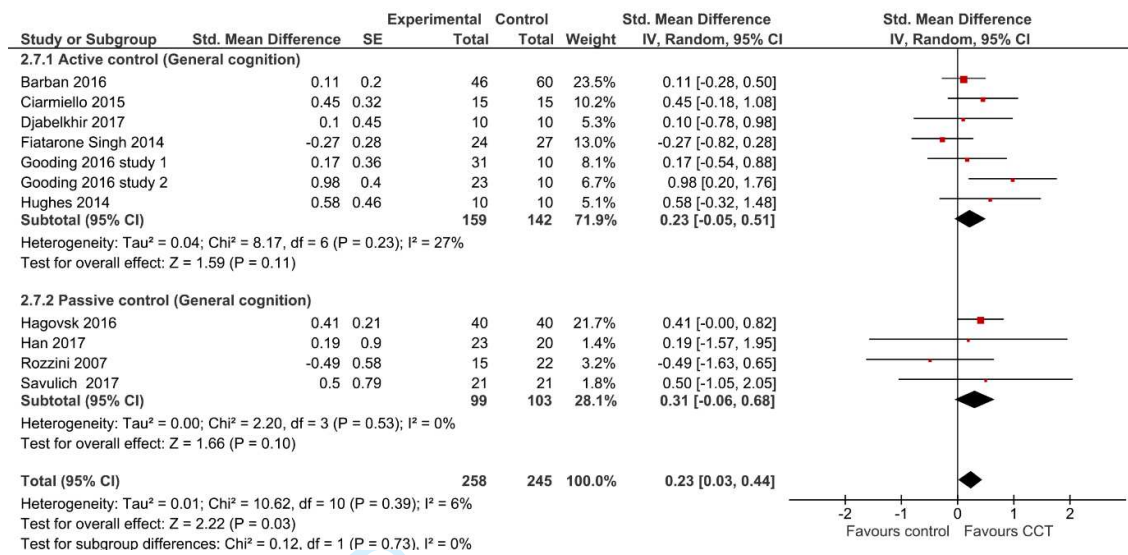 Experimental Control Std. Mean Difference Std. Mean Difference
Study or Subgroup Std. Mean Difference SE Total Total Weight IV, Random, 95% CI IV, Random, 95% CI
2.7.1 Active control (General cognition)
Barban 2016 0.11 0.2 46 60 23.5% 0.11 [-0.28, 0.50]
Ciarmiello 2015 0.45 0.32 15 15 10.2% 0.45 [-0.18, 1.08]
Djabelkhir 2017 0.1 0.45 10 10 5.3% 0.10 [-0.78, 0.98]
Fiatarone Singh 2014 -0.27 0.28 24 27 13.0% -0.27 [-0.82, 0.28]
Gooding 2016 study 1 0.17 0.36 31 10 8.1% 0.17 [-0.54, 0.88]
Gooding 2016 study 2 0.98 0.4 23 10 6.7% 0.98 [0.20, 1.76]
Hughes 2014 0.58 0.46 10 10 5.1% 0.58 [-0.32, 1.48]
Subtotal (95% CI) 159 142 71.9% 0.23 [-0.05, 0.51]
Heterogeneity: Tau² = 0.04; Chi² = 8.17, df = 6 (P = 0.23); I² = 27%
Test for overall effect: Z = 1.59 (P = 0.11)
2.7.2 Passive control (General cognition)
Hagovsk 2016 0.41 0.21 40 40 21.7% 0.41 [-0.00, 0.82]
Han 2017 0.19 0.9 23 20 1.4% 0.19 [-1.57, 1.95]
Rozzini 2007 -0.49 0.58 15 22 3.2% -0.49 [-1.63, 0.65]
Savulich 2017 0.5 0.79 21 21 1.8% 0.50 [-1.05, 2.05]
Subtotal (95% CI) 99 103 28.1% 0.31 [-0.06, 0.68]
Heterogeneity: Tau² = 0.00; Chi² = 2.20, df = 3 (P = 0.53); I² = 0%
Test for overall effect: Z = 1.66 (P = 0.10)
Total (95% CI) 258 245 100.0% 0.23 [0.03, 0.44]
Heterogeneity: Tau² = 0.01; Chi² = 10.62, df = 10 (P = 0.39); I² = 6%
Test for overall effect: Z = 2.22 (P = 0.03)
Test for subgroup differences: Chi² = 0.12, df = 1 (P = 0.73), I² = 0%
-2 -1 0 1 2
Favours control Favours CCT